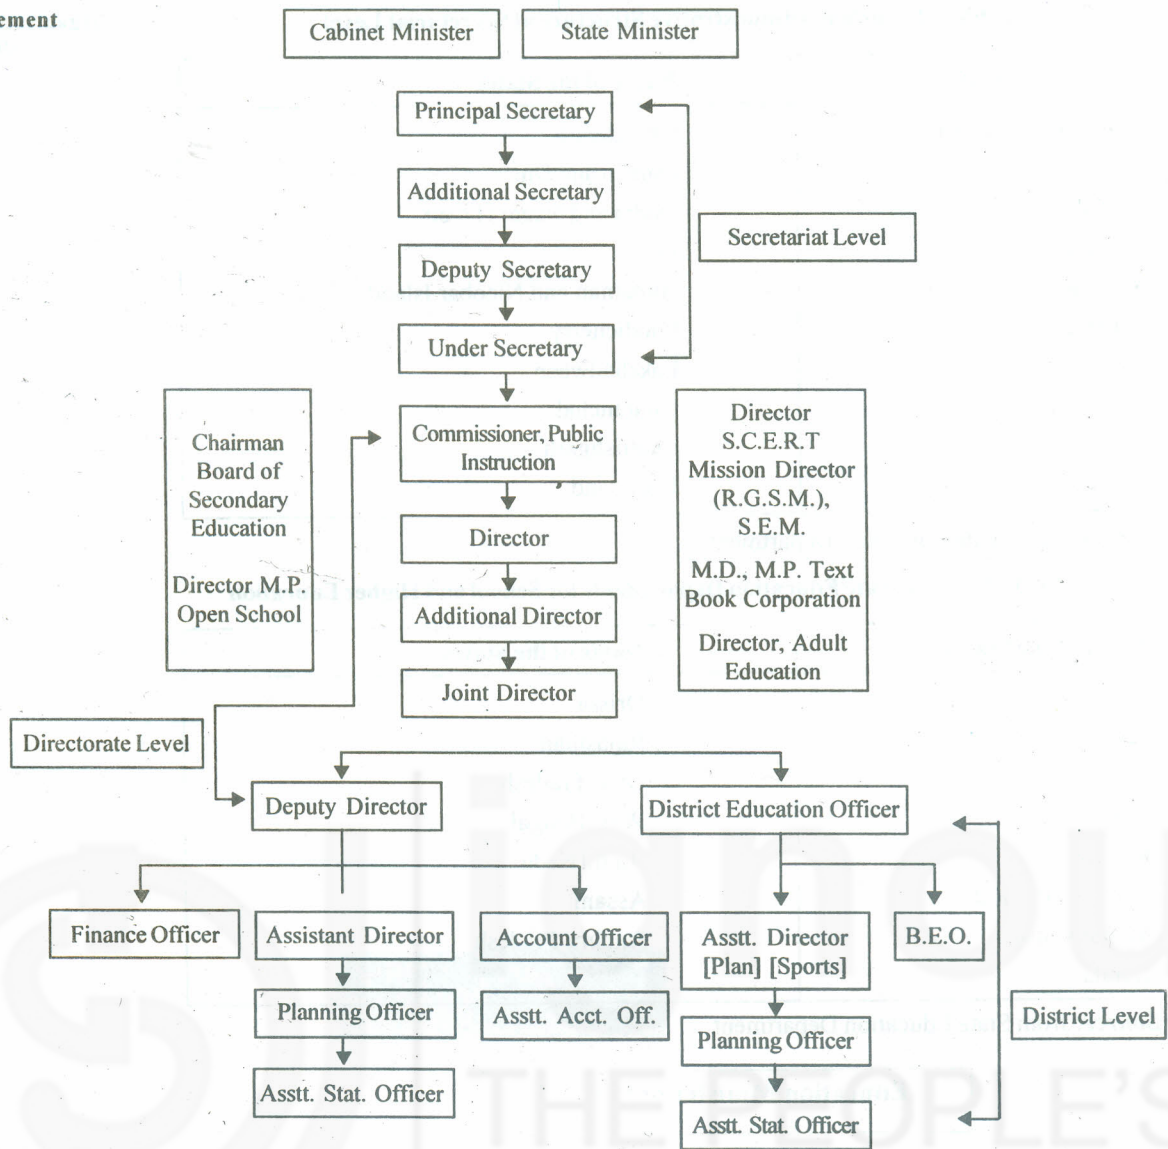 ement
Cabinet Minister
State Minister
Principal Secretary
Additional Secretary
Secretariat Level
Deputy Secretary
Under Secretary
Chairman
Board of
Secondary
Education
Director M.P.
Open School
Commissioner, Public
Instruction
Director
S.C.E.R.T
Mission Director
(R.G.S.M.),
S.E.M.
M.D., M.P. Text
Book Corporation
Director, Adult
Education
Director
Additional Director
Joint Director
Directorate Level
Deputy Director
District Education Officer
Finance Officer
Assistant Director
Account Officer
Asstt. Director
[Plan] [Sports]
B.E.O.
Planning Officer
Asstt. Acct. Off.
Planning Officer
District Level
Asstt. Stat. Officer
Asstt. Stat. Officer
ignou
THE PEOPLE'S